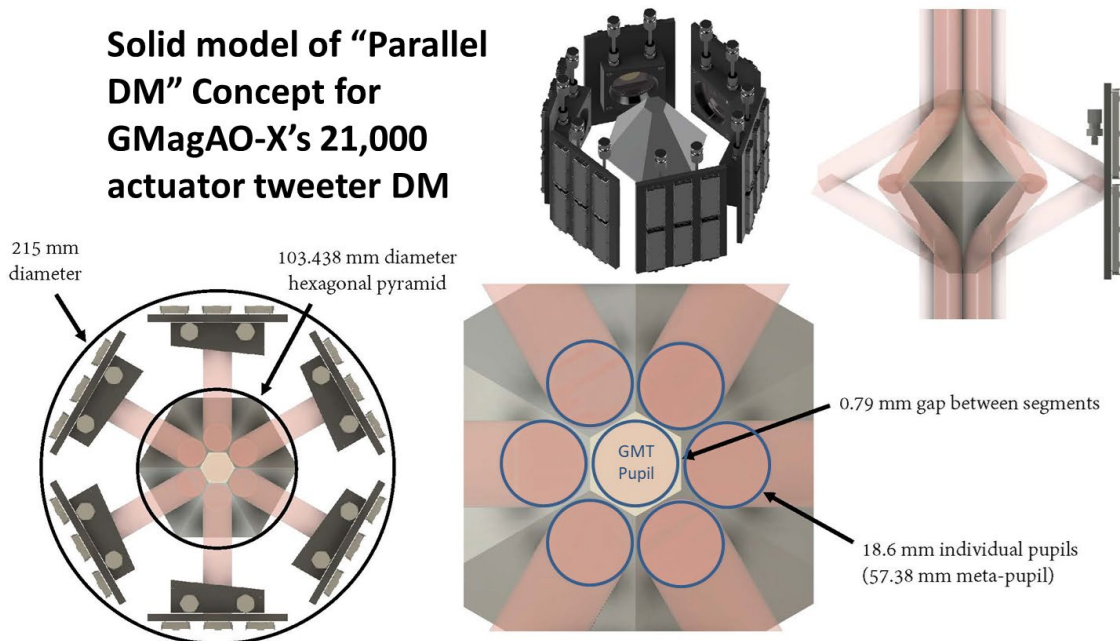 Solid model of “Parallel
DM” Concept for
GMagAO-X’s 21,000
actuator tweeter DM
215 mm
diameter
103.438 mm diameter
hexagonal pyramid
GMT
Pupil
0.79 mm gap between segments
18.6 mm individual pupils
(57.38 mm meta-pupil)